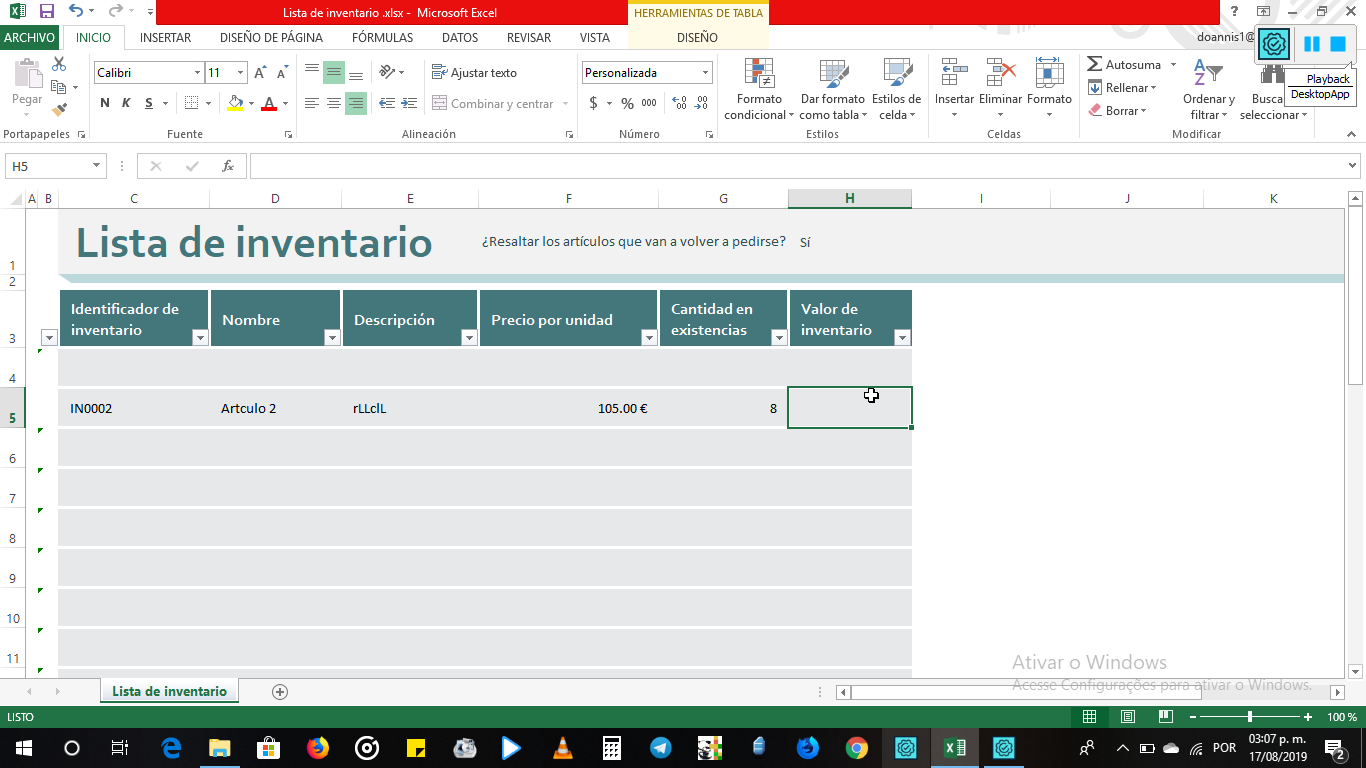 Lista de inventario .xlsx - Microsoft Excel
HERRAMIENTAS DE TABLA
?
ARCHIVO INICIO INSERTAR DISEÑO DE PÁGINA FÓRMULAS DATOS REVISAR VISTA DISEÑO
doannis1@
Playback
DesktopApp
Pegar
Calibri 11
N K S A
Ajustar texto
Combinar y centrar
Personalizada
$ % 000
Formato condicional
Dar formato como tabla
Estilos de celda
Insertar Eliminar Formato
Autosuma
Rellenar
Borrar
Ordenar y filtrar
Busca
seleccionar
Portapapeles Fuente Alineación Número Estilos Celdas Modificar
H5 fx
A B C D E F G H I J K
Lista de inventario
¿Resaltar los artículos que van a volver a pedirse? Sí
Identificador de inventario
Nombre
Descripción
Precio por unidad
Cantidad en existencias
Valor de inventario
1
2
3
4
5 IN0002 Artculo 2 rLLclL 105.00 € 8
6
7
8
9
10
11
Ativar o Windows
Acesse Configurações para ativar o Windows.
Lista de inventario
LISTO
100 %
POR
03:07 p. m.
17/08/2019
2